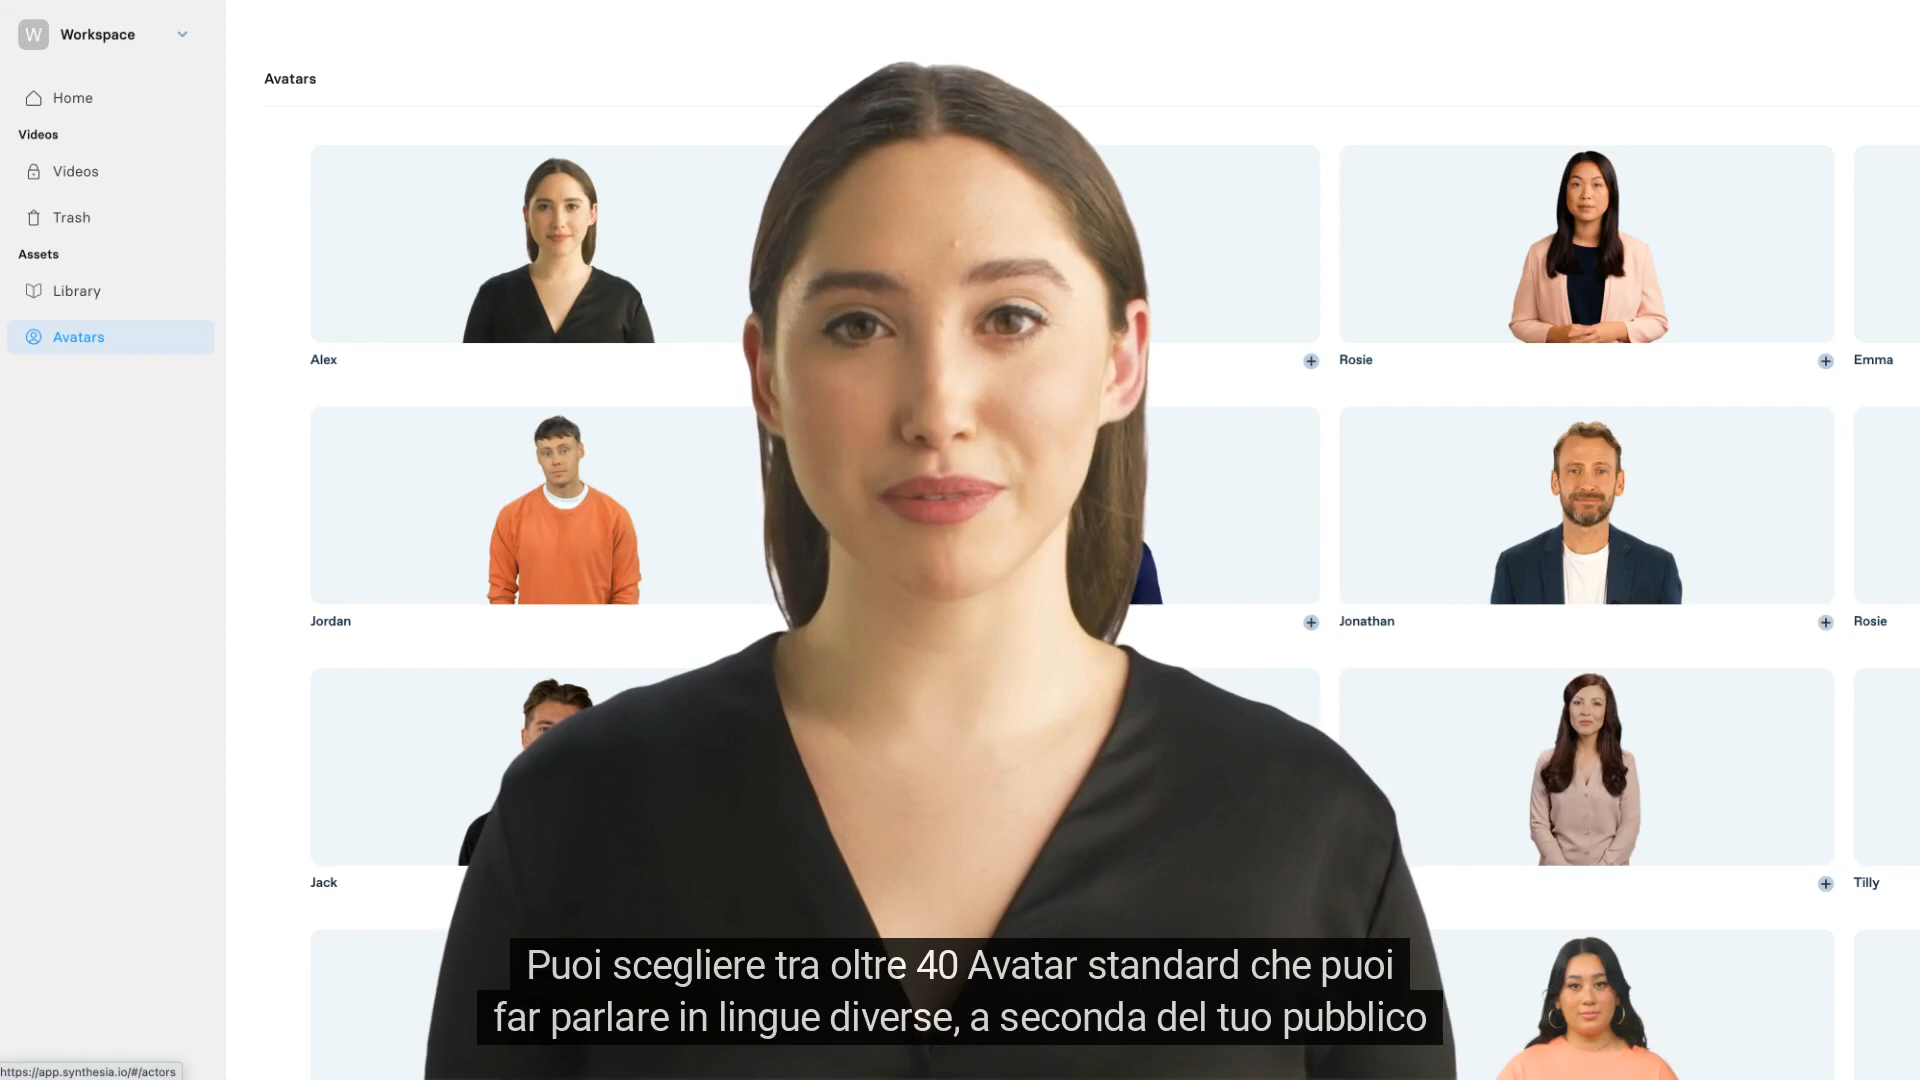 W Workspace
Home
Videos
Videos
Trash
Assets
Library
Avatars
Avatars
Alex
Rosie
Emma
Jordan
Jonathan
Rosie
Jack
Tilly
Puoi scegliere tra oltre 40 Avatar standard che puoi
far parlare in lingue diverse, a seconda del tuo pubblico
https://app.synthesia.io/#/actors